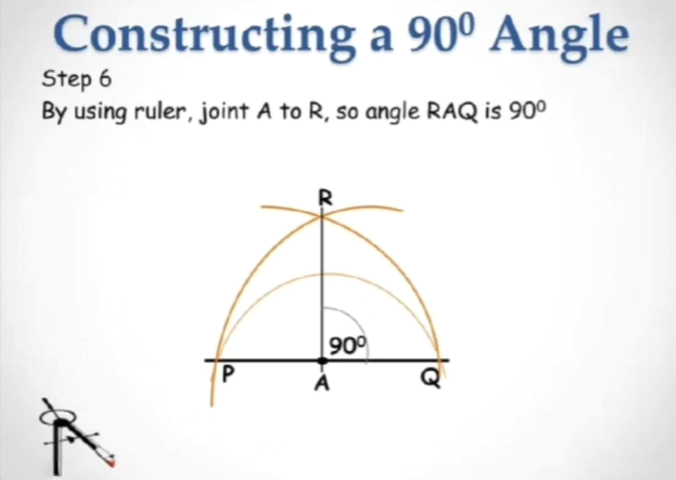 Constructing a 90⁰ Angle
Step 6
By using ruler, joint A to R, so angle RAQ is 90⁰
R
90⁰
P
A
Q